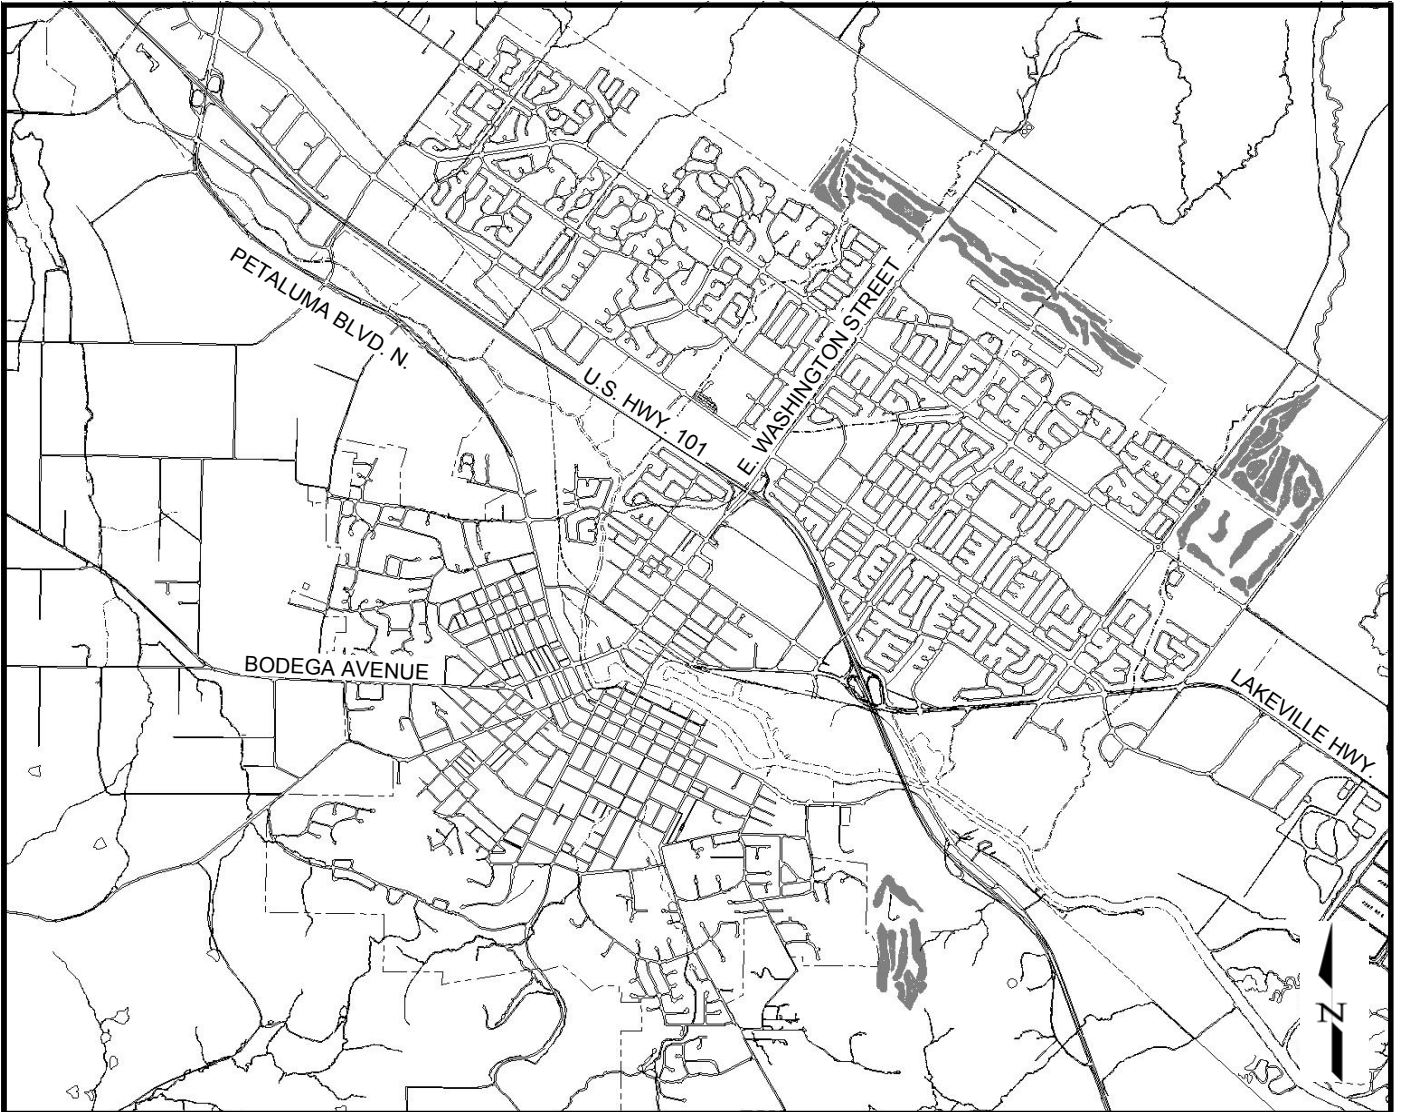 PETALUMA BLVD. N.
U.S. HWY. 101
E. WASHINGTON STREET
BODEGA AVENUE
LAKEVILLE HWY.
N